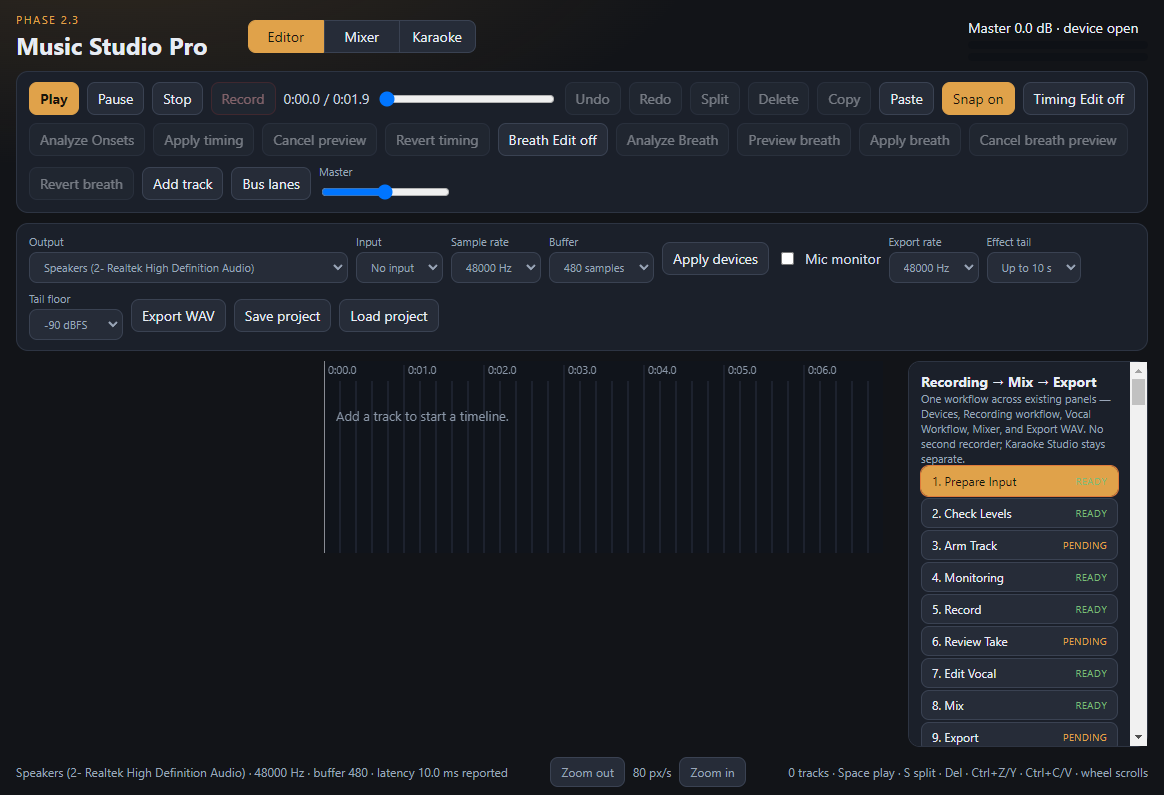 PHASE 2.3
Music Studio Pro
Editor Mixer Karaoke
Master 0.0 dB · device open
Play Pause Stop Record 0:00.0 / 0:01.9 Undo Redo Split Delete Copy Paste Snap on Timing Edit off
Analyze Onsets Apply timing Cancel preview Revert timing Breath Edit off Analyze Breath Preview breath Apply breath Cancel breath preview
Revert breath Add track Bus lanes Master
Output Input Sample rate Buffer Export rate Effect tail
Speakers (2- Realtek High Definition Audio) No input 48000 Hz 480 samples Apply devices Mic monitor 48000 Hz Up to 10 s
Tail floor
-90 dBFS Export WAV Save project Load project
0:00.0 0:01.0 0:02.0 0:03.0 0:04.0 0:05.0 0:06.0
Add a track to start a timeline.
Recording → Mix → Export
One workflow across existing panels —
Devices, Recording workflow, Vocal
Workflow, Mixer, and Export WAV. No
second recorder; Karaoke Studio stays
separate.
1. Prepare Input READY
2. Check Levels READY
3. Arm Track PENDING
4. Monitoring READY
5. Record READY
6. Review Take PENDING
7. Edit Vocal READY
8. Mix READY
9. Export PENDING
Speakers (2- Realtek High Definition Audio) · 48000 Hz · buffer 480 · latency 10.0 ms reported
Zoom out 80 px/s Zoom in
0 tracks · Space play · S split · Del · Ctrl+Z/Y · Ctrl+C/V · wheel scrolls